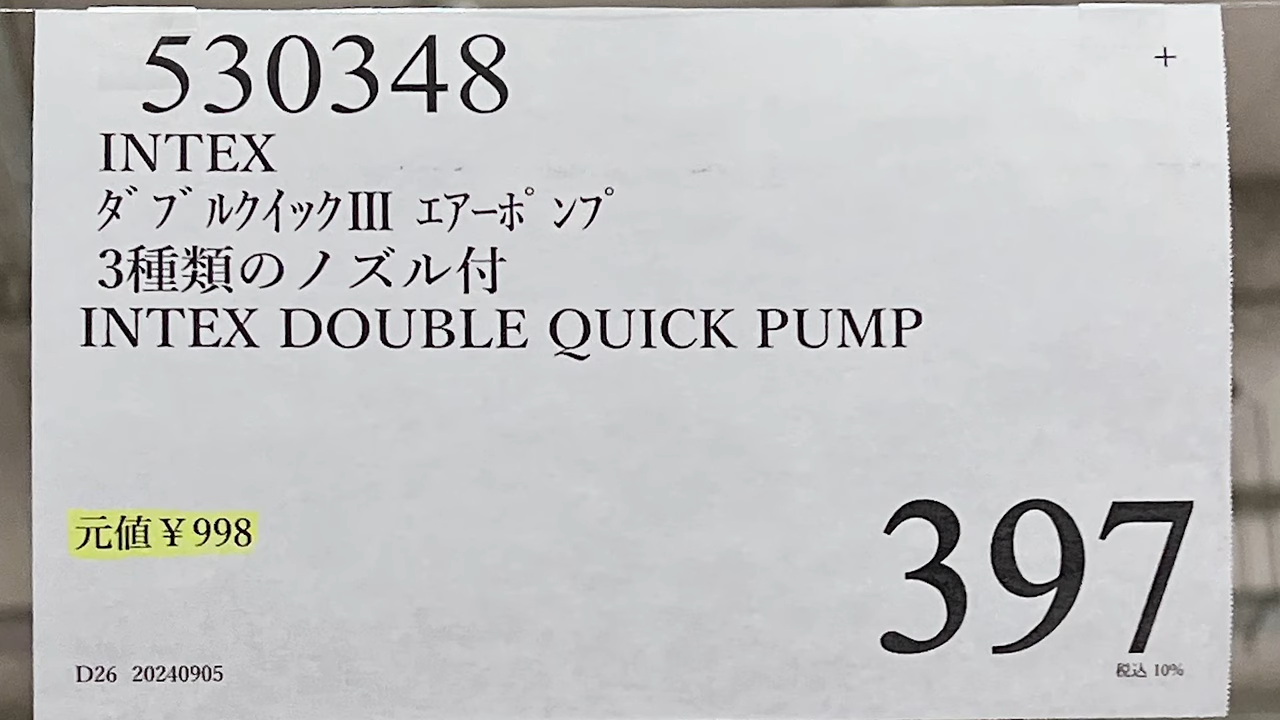 530348
+
INTEX
ﾀﾞﾌﾞﾙｸｲｯｸⅢ ｴｱｰﾎﾟﾝﾌﾟ
3種類のノズル付
INTEX DOUBLE QUICK PUMP
元値￥998
397
税込 10%
D26 20240905